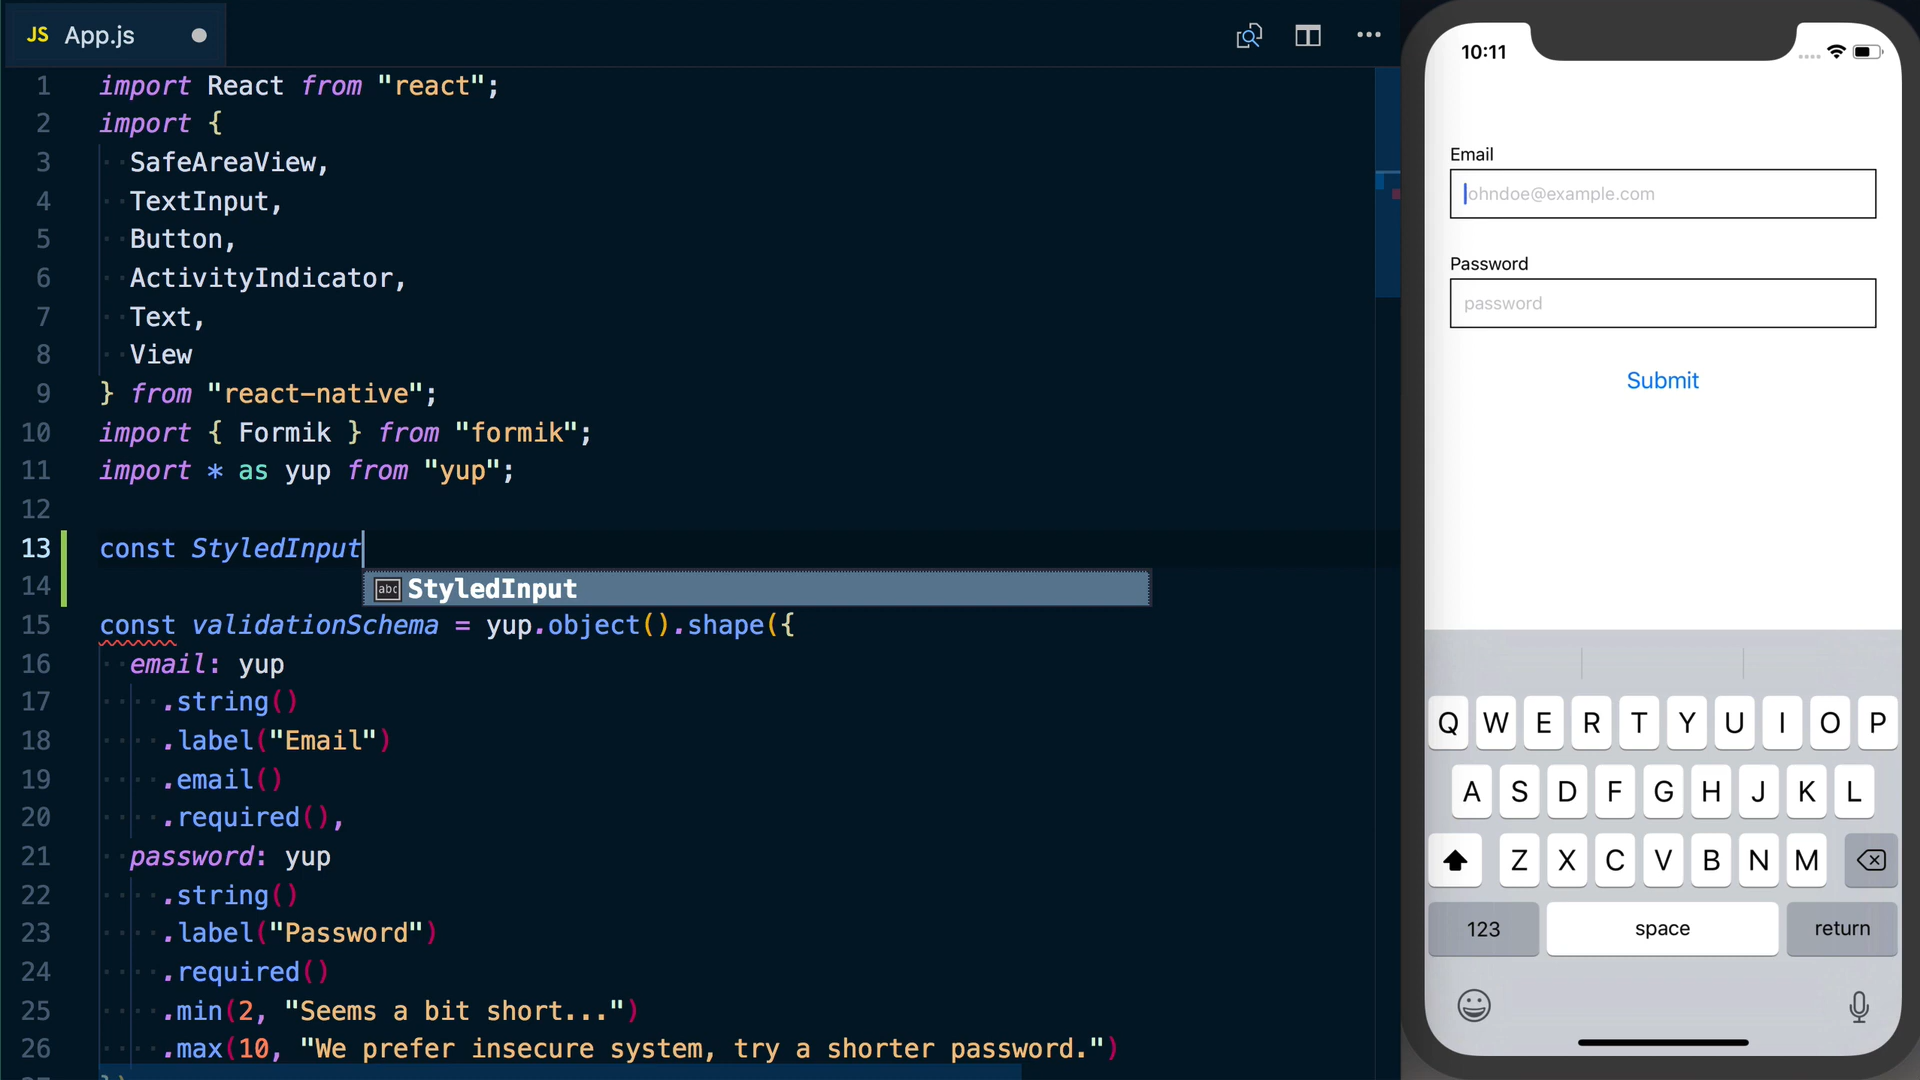 JS App.js
1 import React from "react";
2 import {
3 SafeAreaView,
4 TextInput,
5 Button,
6 ActivityIndicator,
7 Text,
8 View
9 } from "react-native";
10 import { Formik } from "formik";
11 import * as yup from "yup";
12
13 const StyledInput
14
abc StyledInput
15 const validationSchema = yup.object().shape({
16 email: yup
17 .string()
18 .label("Email")
19 .email()
20 .required(),
21 password: yup
22 .string()
23 .label("Password")
24 .required()
25 .min(2, "Seems a bit short...")
26 .max(10, "We prefer insecure system, try a shorter password.")
10:11
Email
ohndoe@example.com
Password
password
Submit
Q W E R T Y U I O P
A S D F G H J K L
Z X C V B N M
123 space return